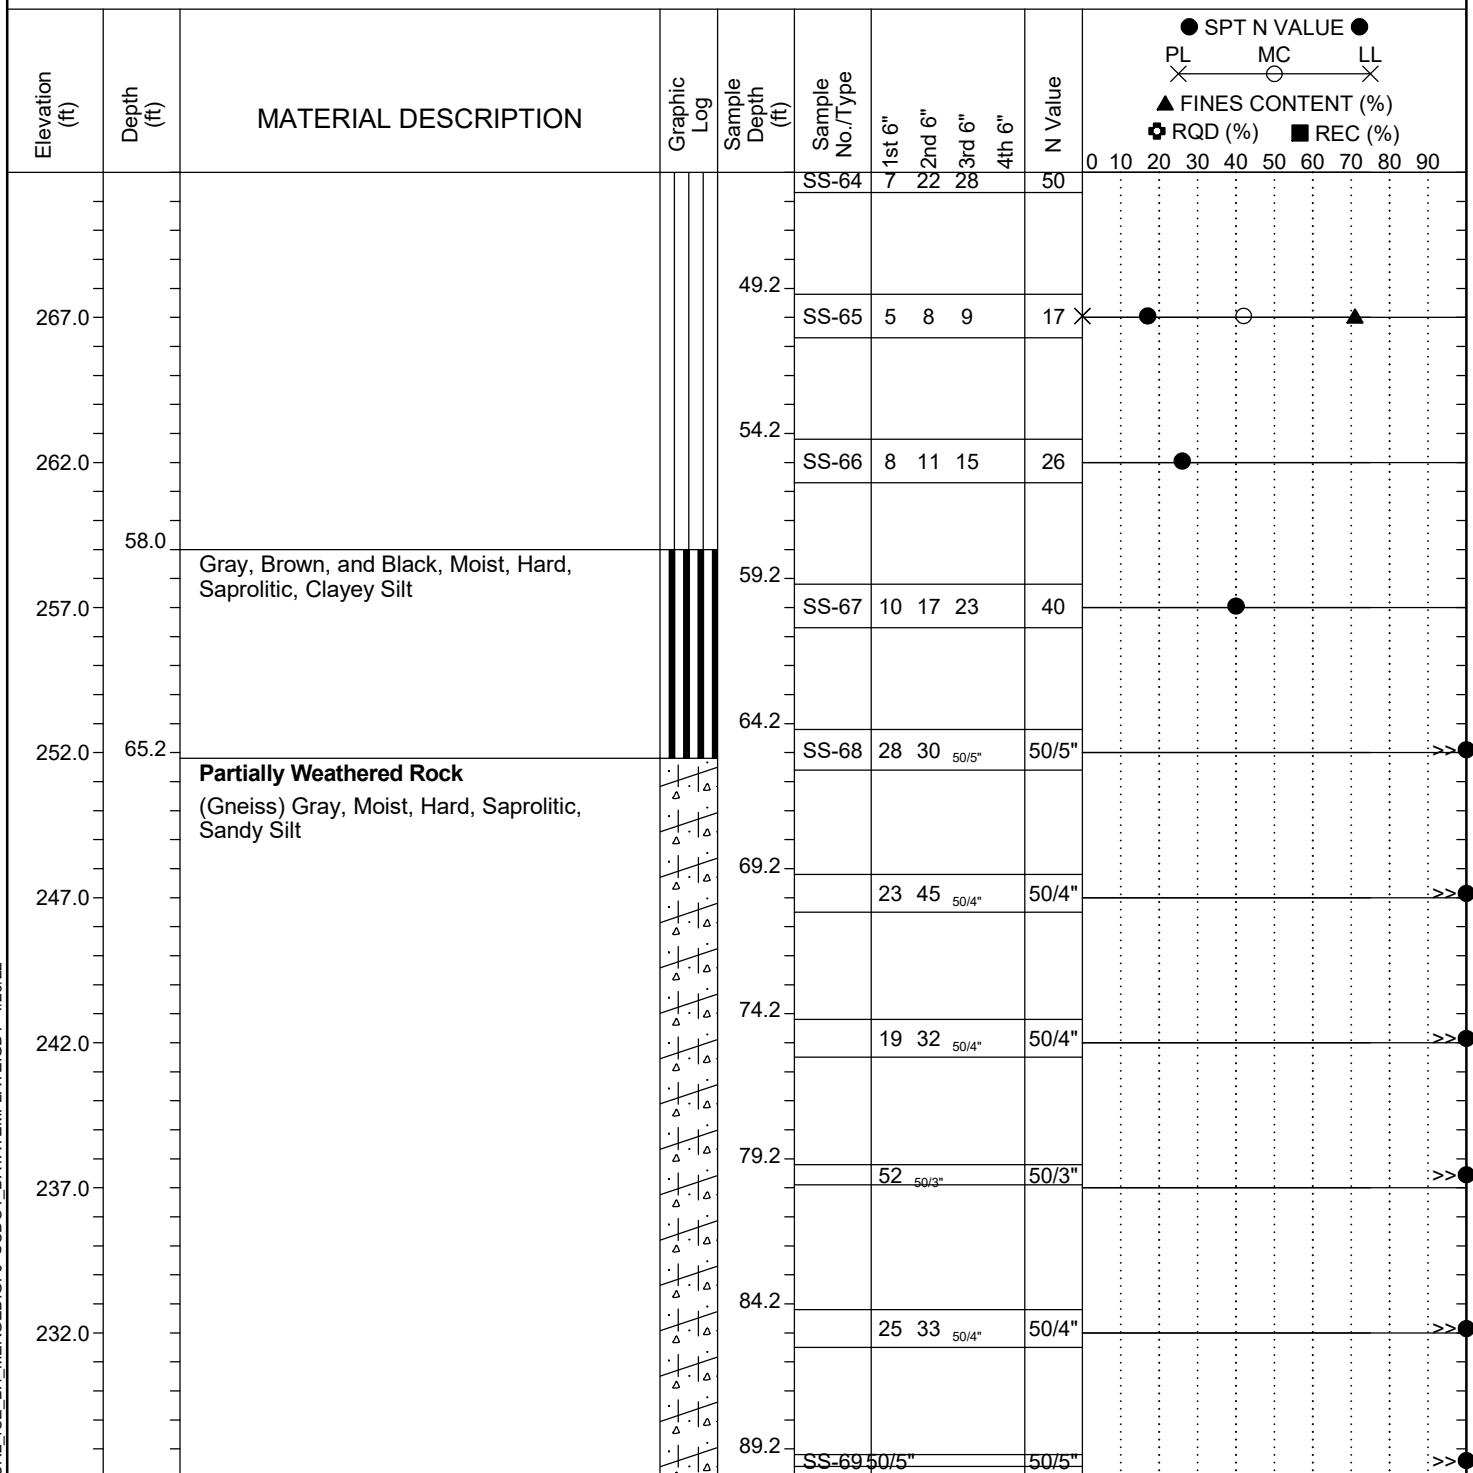 ● SPT N VALUE ●
PL MC LL
▲ FINES CONTENT (%)
RQD (%) ■ REC (%)
Elevation (ft)
Depth (ft)
MATERIAL DESCRIPTION
Graphic Log
Sample Depth (ft)
Sample No./Type
1st 6"
2nd 6"
3rd 6"
4th 6"
N Value
0 10 20 30 40 50 60 70 80 90
SS-64 7 22 28 50
49.2
267.0 SS-65 5 8 9 17
54.2
262.0 SS-66 8 11 15 26
58.0
Gray, Brown, and Black, Moist, Hard,
Saprolitic, Clayey Silt
59.2
257.0 SS-67 10 17 23 40
64.2
252.0 65.2 SS-68 28 30 50/5" 50/5" >>
Partially Weathered Rock
(Gneiss) Gray, Moist, Hard, Saprolitic,
Sandy Silt
69.2
247.0 23 45 50/4" 50/4" >>
74.2
242.0 19 32 50/4" 50/4" >>
79.2
52 50/3" 50/3" >>
237.0
84.2
232.0 25 33 50/4" 50/4" >>
89.2
SS-69 50/5" 50/5" >>